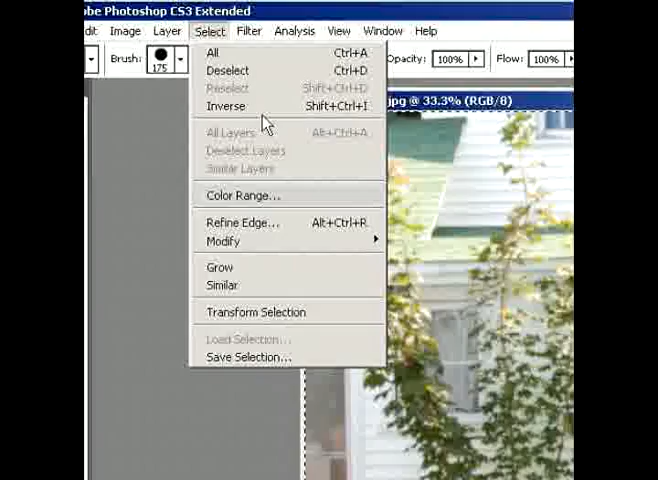 obe Photoshop CS3 Extended
dit Image Layer Select Filter Analysis View Window Help
Brush: 175 Opacity: 100% Flow: 100%
.jpg @ 33.3% (RGB/8)
All Ctrl+A
Deselect Ctrl+D
Reselect Shift+Ctrl+D
Inverse Shift+Ctrl+I
All Layers Alt+Ctrl+A
Deselect Layers
Similar Layers
Color Range...
Refine Edge... Alt+Ctrl+R
Modify
Grow
Similar
Transform Selection
Load Selection...
Save Selection...